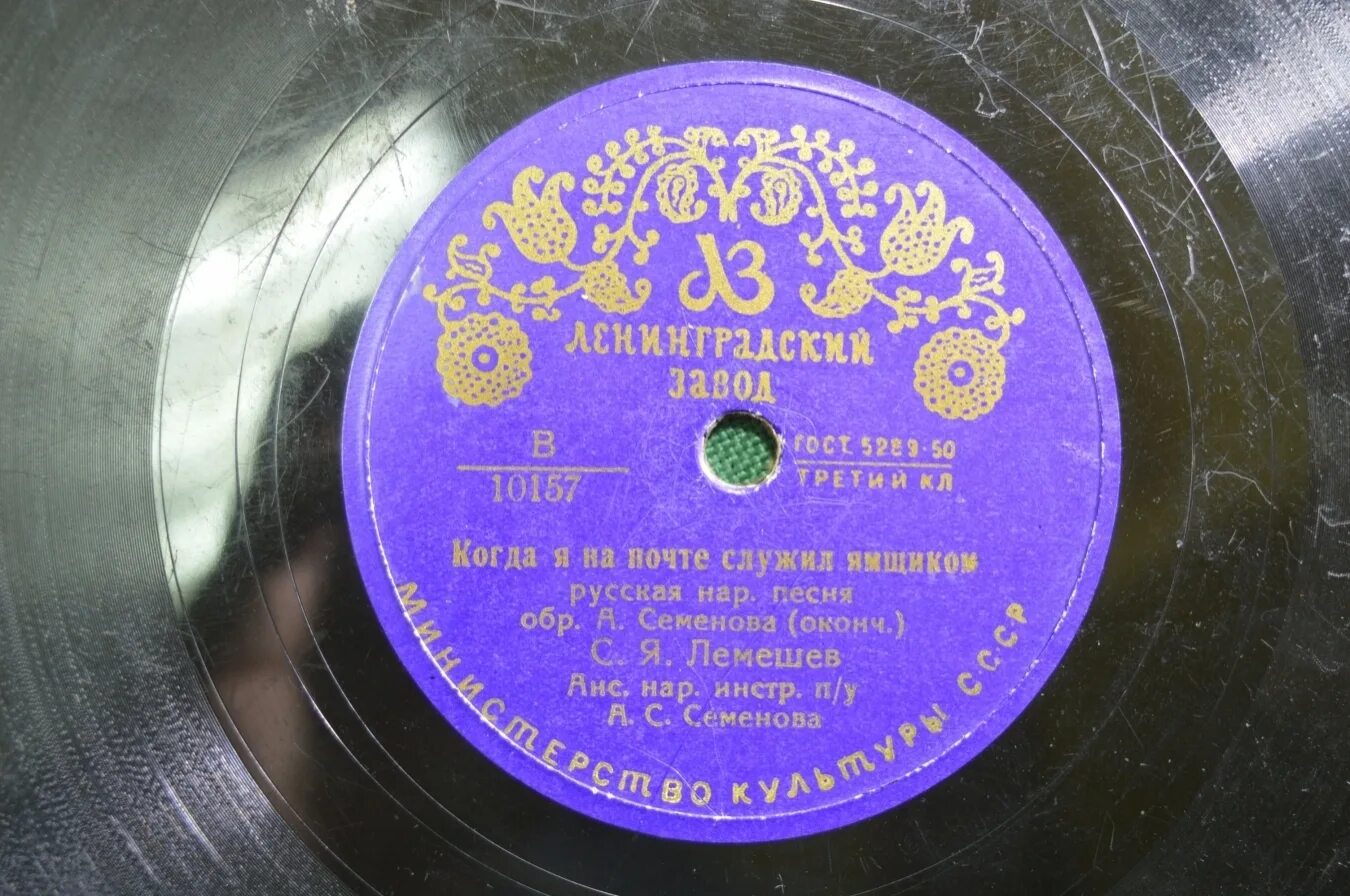 ЛЗ
ЛЕНИНГРАДСКИЙ
ЗАВОД
В
10157
ГОСТ 5289-50
ТРЕТИЙ КЛ
Когда я на почте служил ямщиком
русская нар. песня
обр. А. Семенова (оконч.)
С. Я. Лемешев
Анс. нар. инстр. п/у
А. С. Семенова
МИНИСТЕРСТВО КУЛЬТУРЫ СССР